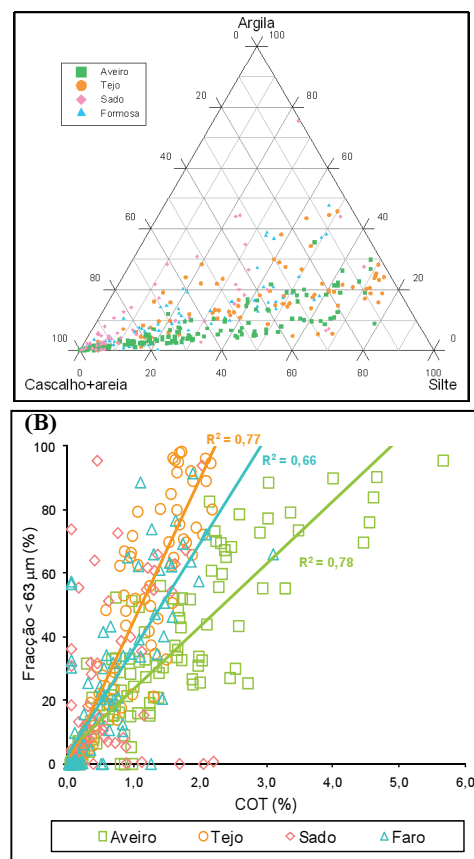 Argila
0 100
Aveiro
Tejo
Sado
Formosa
20 80
40 60
60 40
80 20
100 0
0 20 40 60 80 100
Cascalho+areia Silte
(B)
R² = 0,77
R² = 0,66
R² = 0,78
Fracção < 63 µm (%)
100
80
60
40
20
0
0,0 1,0 2,0 3,0 4,0 5,0 6,0
COT (%)
Aveiro Tejo Sado Faro